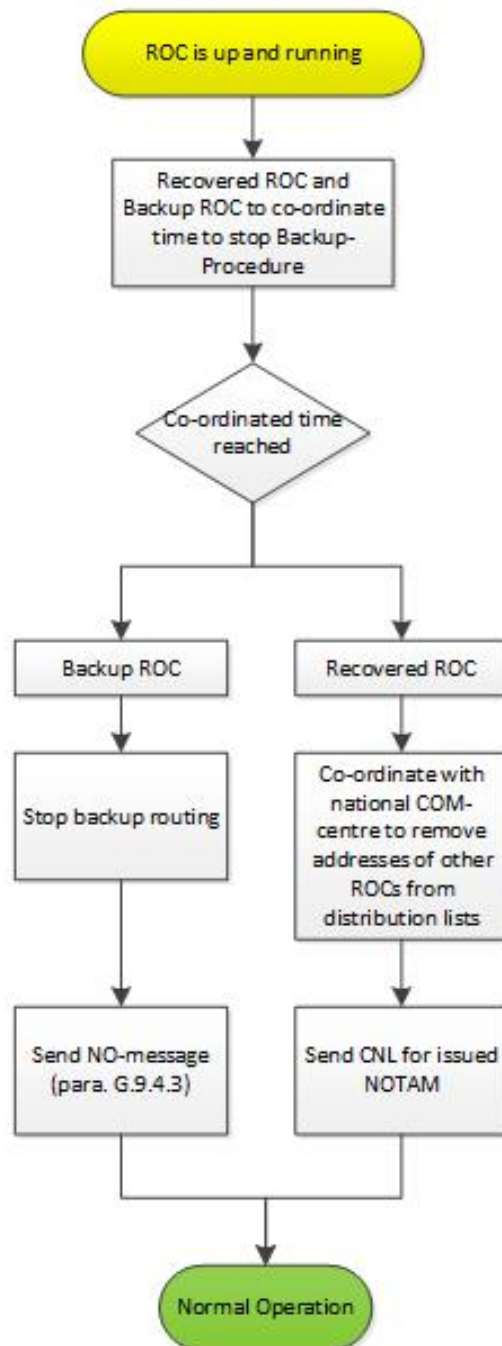 ROC is up and running
Recovered ROC and
Backup ROC to co-ordinate
time to stop Backup-
Procedure
Co-ordinated time
reached
Backup ROC
Recovered ROC
Stop backup routing
Co-ordinate with
national COM-
centre to remove
addresses of other
ROCs from
distribution lists
Send NO-message
(para. G.9.4.3)
Send CNL for issued
NOTAM
Normal Operation